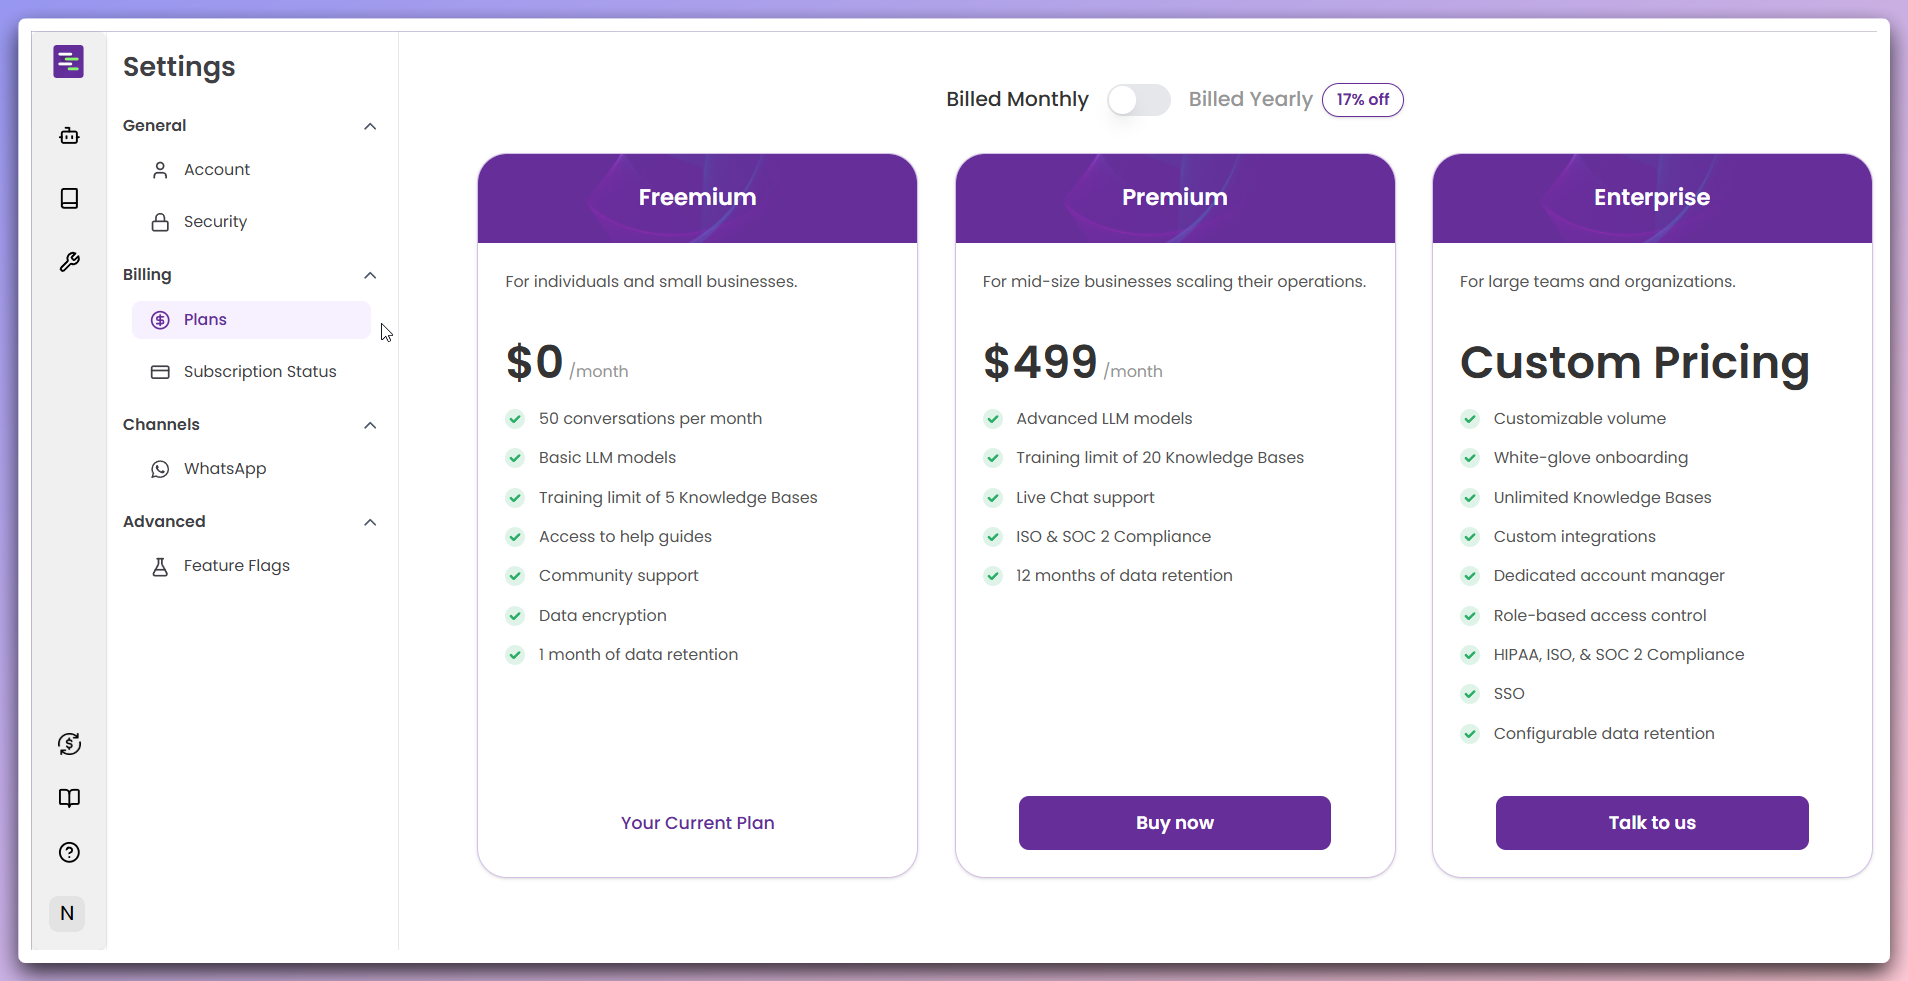 Settings
General
Account
Security
Billing
Plans
Subscription Status
Channels
WhatsApp
Advanced
Feature Flags
N
Billed Monthly
Billed Yearly
17% off
Freemium
For individuals and small businesses.
$0 /month
50 conversations per month
Basic LLM models
Training limit of 5 Knowledge Bases
Access to help guides
Community support
Data encryption
1 month of data retention
Your Current Plan
Premium
For mid-size businesses scaling their operations.
$499 /month
Advanced LLM models
Training limit of 20 Knowledge Bases
Live Chat support
ISO & SOC 2 Compliance
12 months of data retention
Buy now
Enterprise
For large teams and organizations.
Custom Pricing
Customizable volume
White-glove onboarding
Unlimited Knowledge Bases
Custom integrations
Dedicated account manager
Role-based access control
HIPAA, ISO, & SOC 2 Compliance
SSO
Configurable data retention
Talk to us